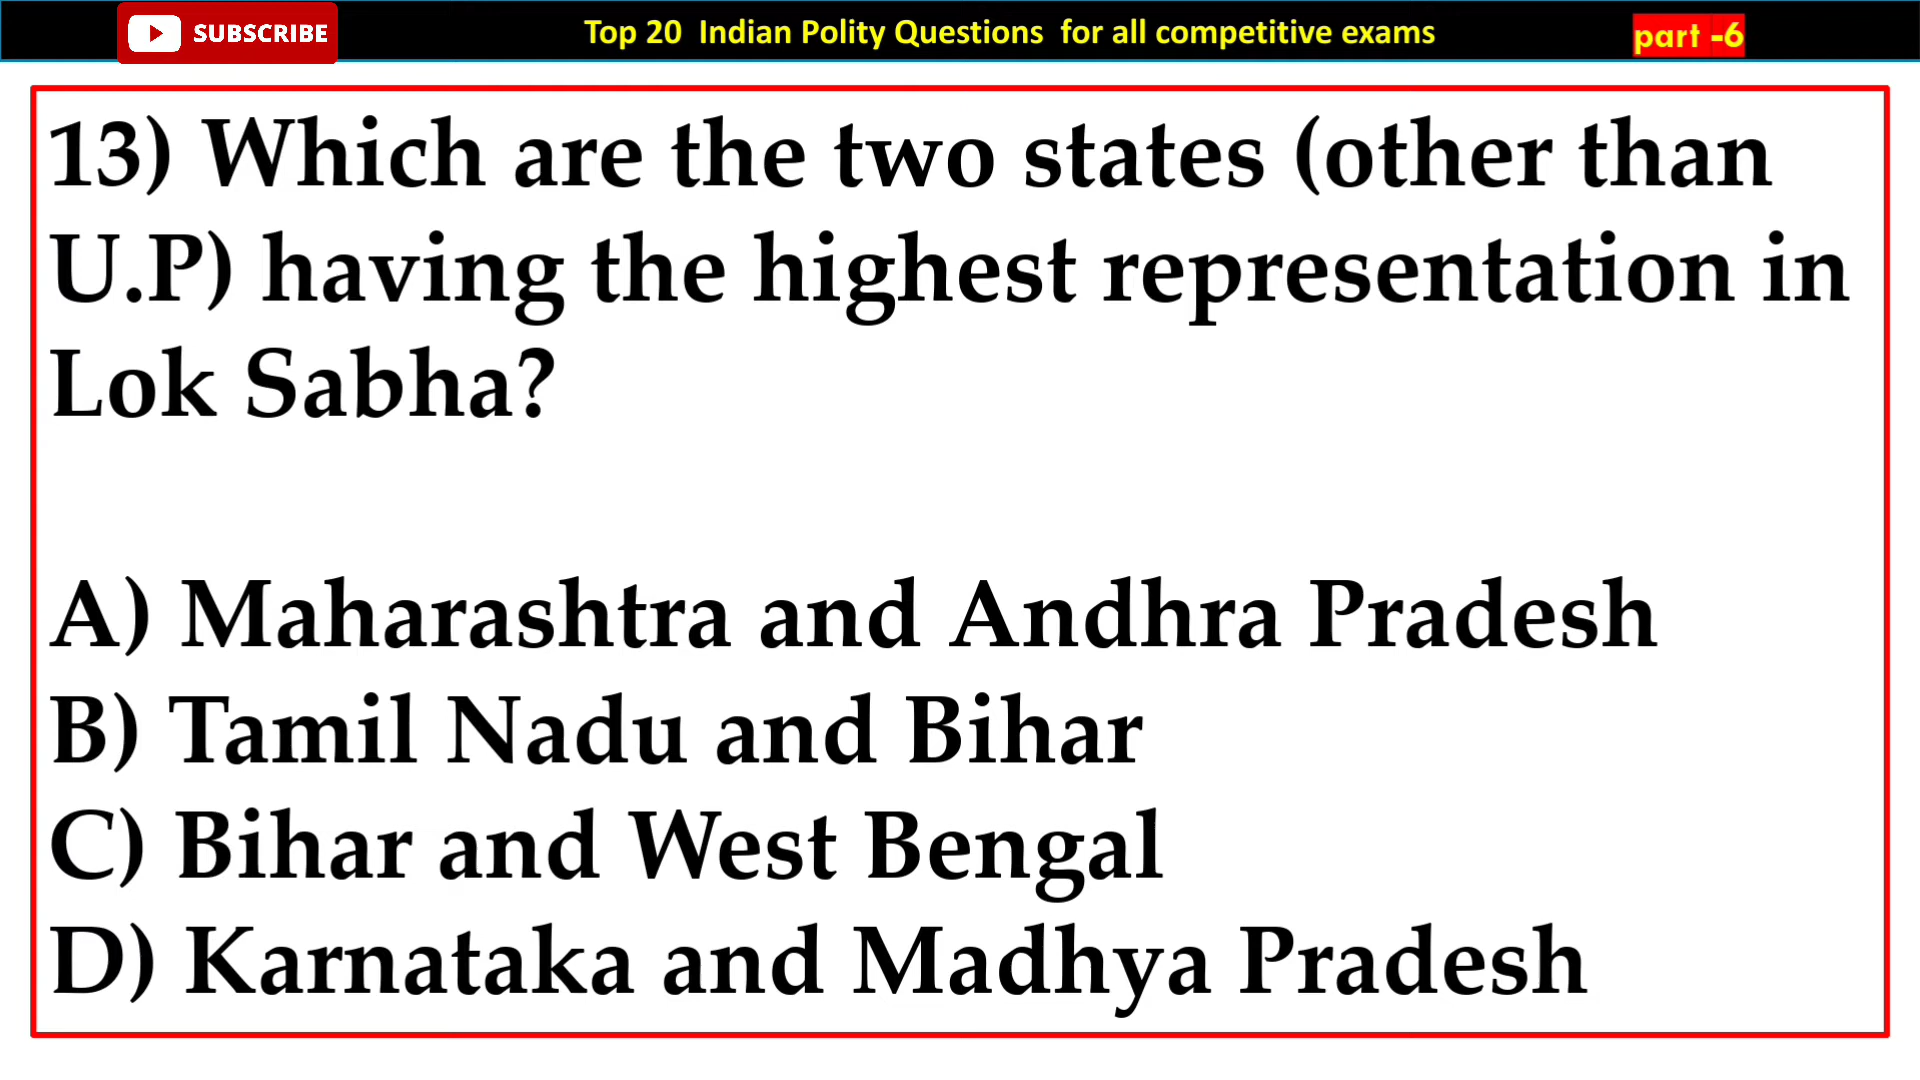 SUBSCRIBE
Top 20 Indian Polity Questions for all competitive exams
part -6
13) Which are the two states (other than
U.P) having the highest representation in
Lok Sabha?
A) Maharashtra and Andhra Pradesh
B) Tamil Nadu and Bihar
C) Bihar and West Bengal
D) Karnataka and Madhya Pradesh